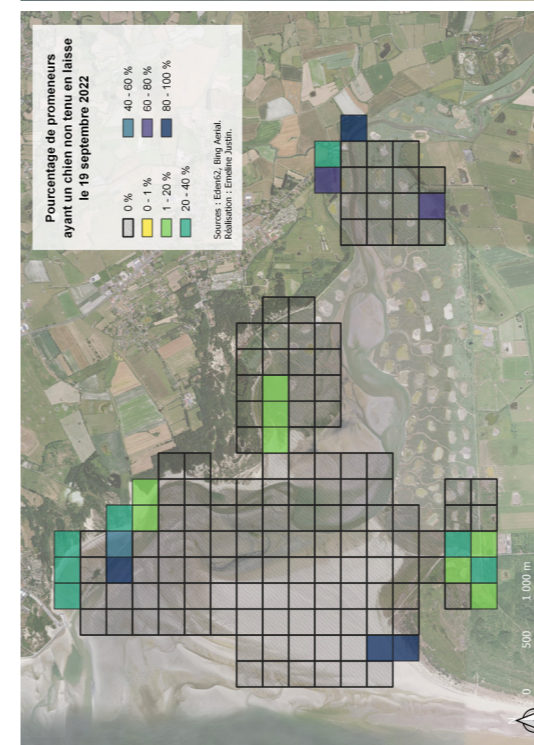 Pourcentage de promeneurs
ayant un chien non tenu en laisse
le 19 septembre 2022
0 %
0 - 1 %
1 - 20 %
20 - 40 %
40 - 60 %
60 - 80 %
80 - 100 %
Sources : Eden62, Bing Aerial.
Réalisation : Emeline Justin.
0 500 1 000 m